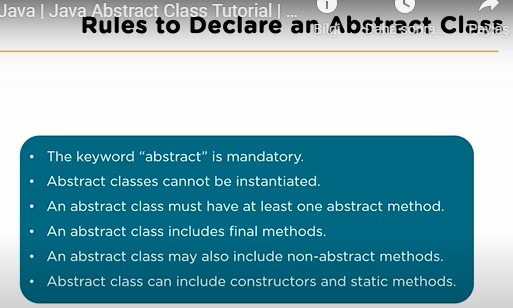 Java | Java Abstract Class Tutorial | ...
Rules to Declare an Abstract Class
Bilgi
• The keyword “abstract” is mandatory.
• Abstract classes cannot be instantiated.
• An abstract class must have at least one abstract method.
• An abstract class includes final methods.
• An abstract class may also include non-abstract methods.
• Abstract class can include constructors and static methods.